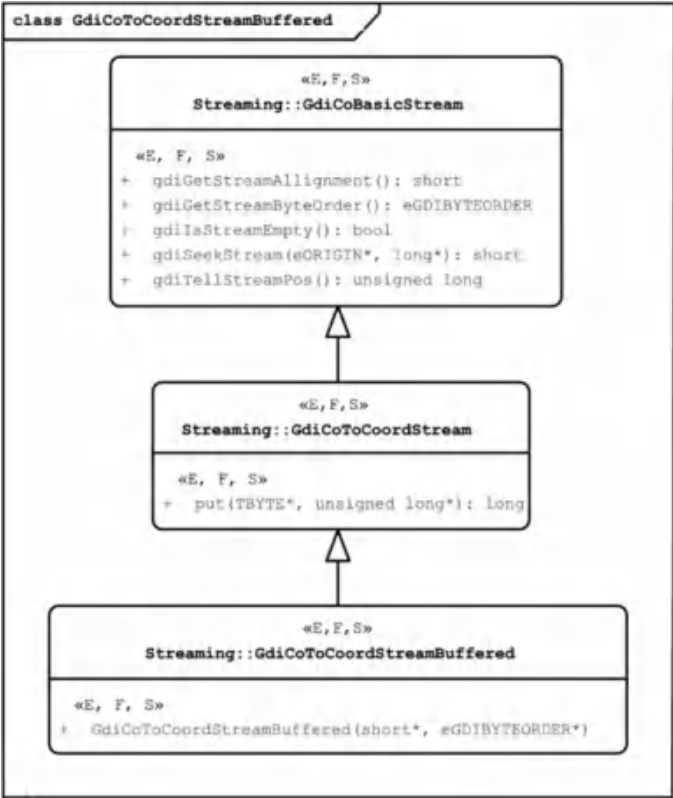 class GdiCoToCoordStreamBuffered
«E,F,S»
Streaming::GdiCoBasicStream
«E, F, S»
+ gdiGetStreamAllignment(): short
+ gdiGetStreamByteOrder(): eGDIBYTEORDER
+ gdiIsStreamEmpty(): bool
+ gdiSeekStream(eORIGIN*, long*): short
+ gdiTellStreamPos(): unsigned long
«E,F,S»
Streaming::GdiCoToCoordStream
«E, F, S»
+ put(TBYTE*, unsigned long*): long
«E,F,S»
Streaming::GdiCoToCoordStreamBuffered
«E, F, S»
+ GdiCoToCoordStreamBuffered(short*, eGDIBYTEORDER*)